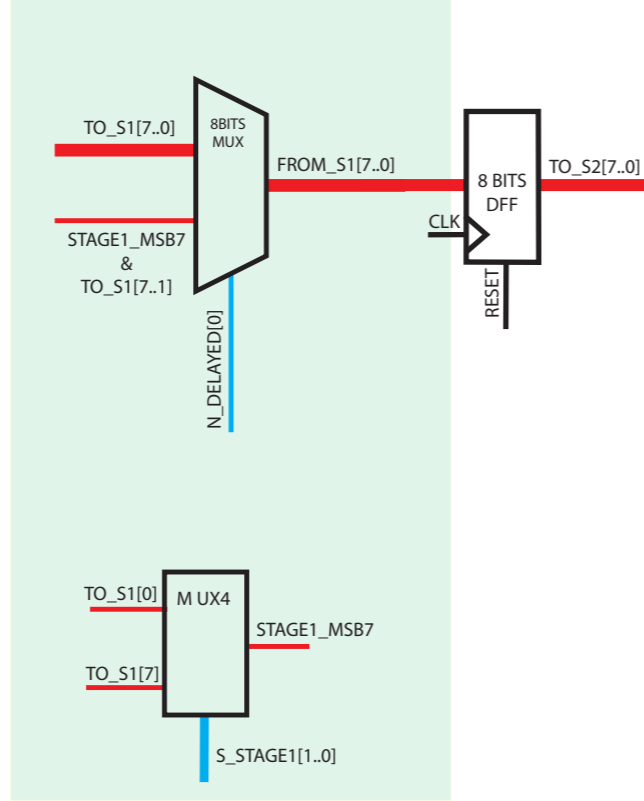 TO_S1[7..0]
8BITS
MUX
FROM_S1[7..0]
8 BITS
DFF
TO_S2[7..0]
CLK
STAGE1_MSB7
&
TO_S1[7..1]
RESET
N_DELAYED[0]
TO_S1[0]
M UX4
STAGE1_MSB7
TO_S1[7]
S_STAGE1[1..0]